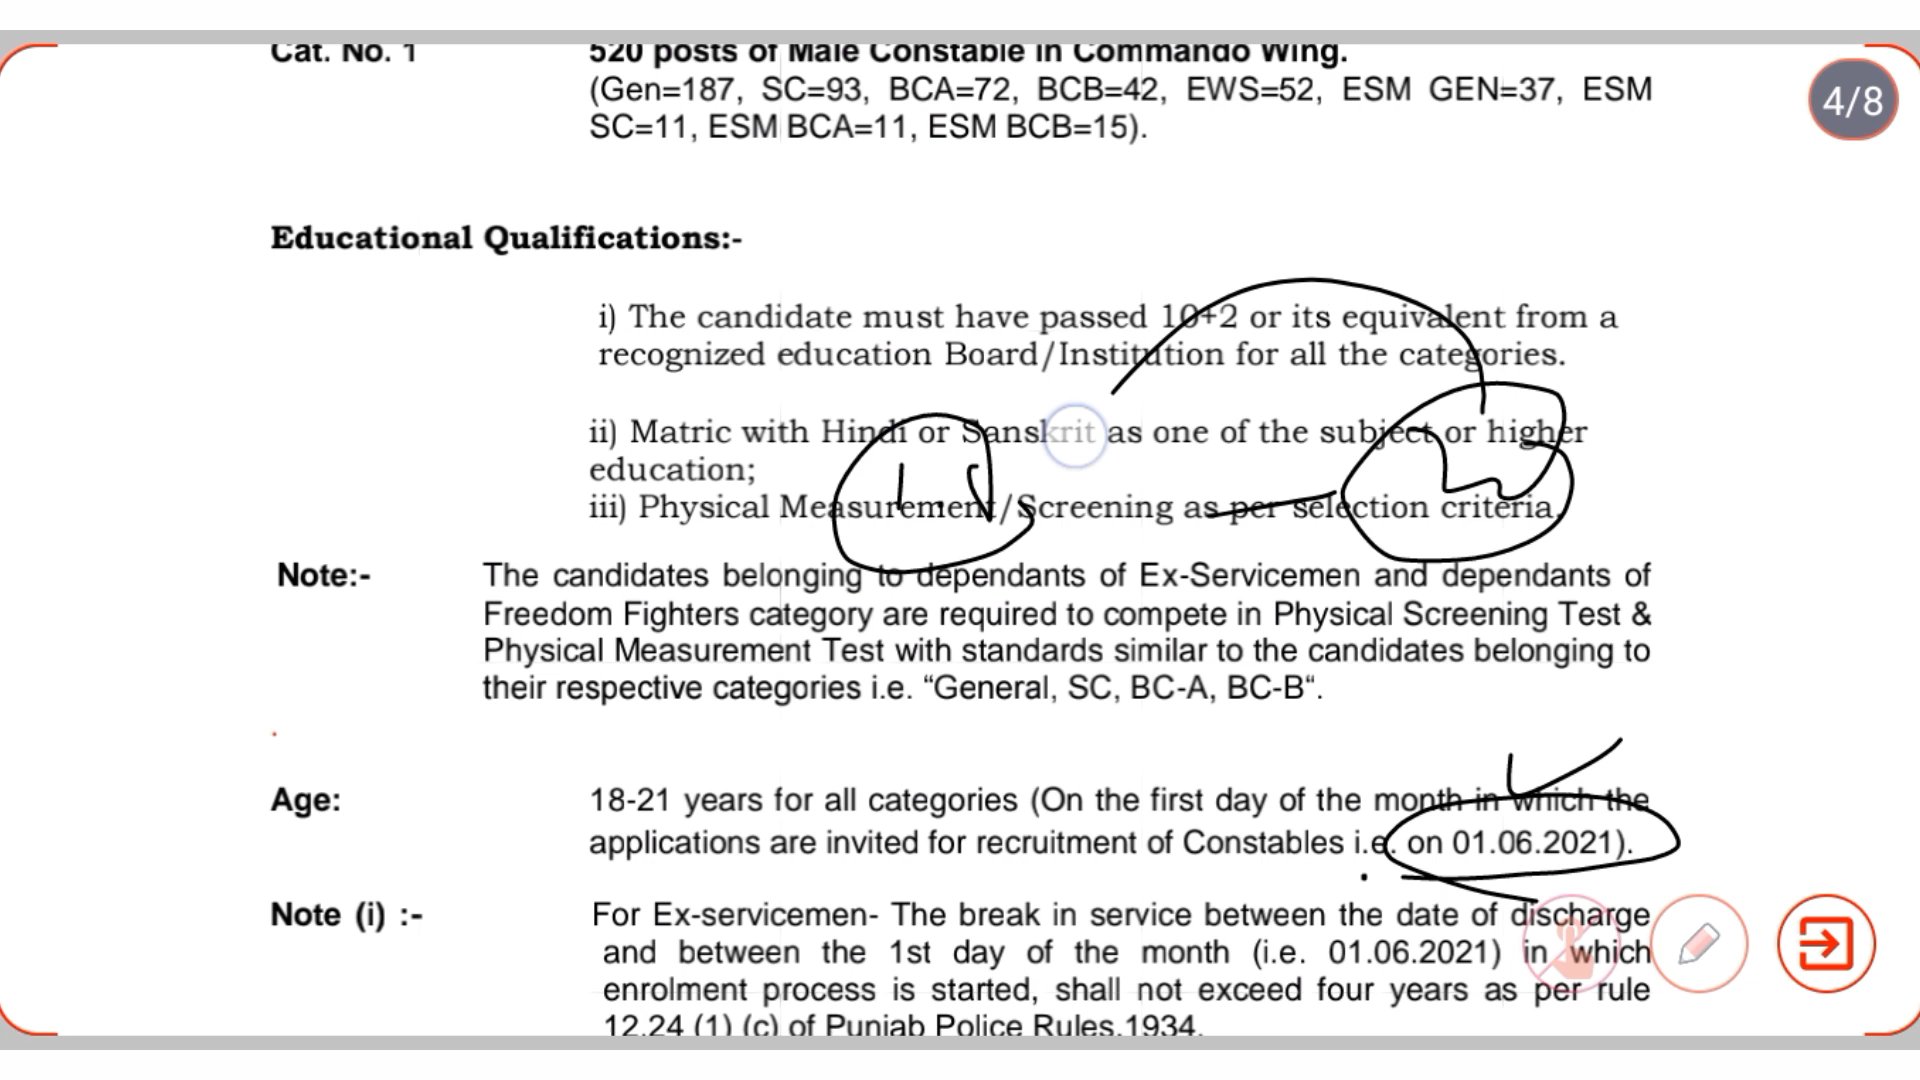 Cat. No. 1 520 posts of Male Constable in Commando Wing.
(Gen=187, SC=93, BCA=72, BCB=42, EWS=52, ESM GEN=37, ESM
SC=11, ESM BCA=11, ESM BCB=15).
4/8
Educational Qualifications:-
i) The candidate must have passed 10+2 or its equivalent from a
recognized education Board/Institution for all the categories.
ii) Matric with Hindi or Sanskrit as one of the subject or higher
education;
iii) Physical Measurement/Screening as per selection criteria.
Note:- The candidates belonging to dependants of Ex-Servicemen and dependants of
Freedom Fighters category are required to compete in Physical Screening Test &
Physical Measurement Test with standards similar to the candidates belonging to
their respective categories i.e. “General, SC, BC-A, BC-B“.
Age: 18-21 years for all categories (On the first day of the month in which the
applications are invited for recruitment of Constables i.e. on 01.06.2021).
Note (i) :- For Ex-servicemen- The break in service between the date of discharge
and between the 1st day of the month (i.e. 01.06.2021) in which
enrolment process is started, shall not exceed four years as per rule
12.24 (1) (c) of Punjab Police Rules,1934.